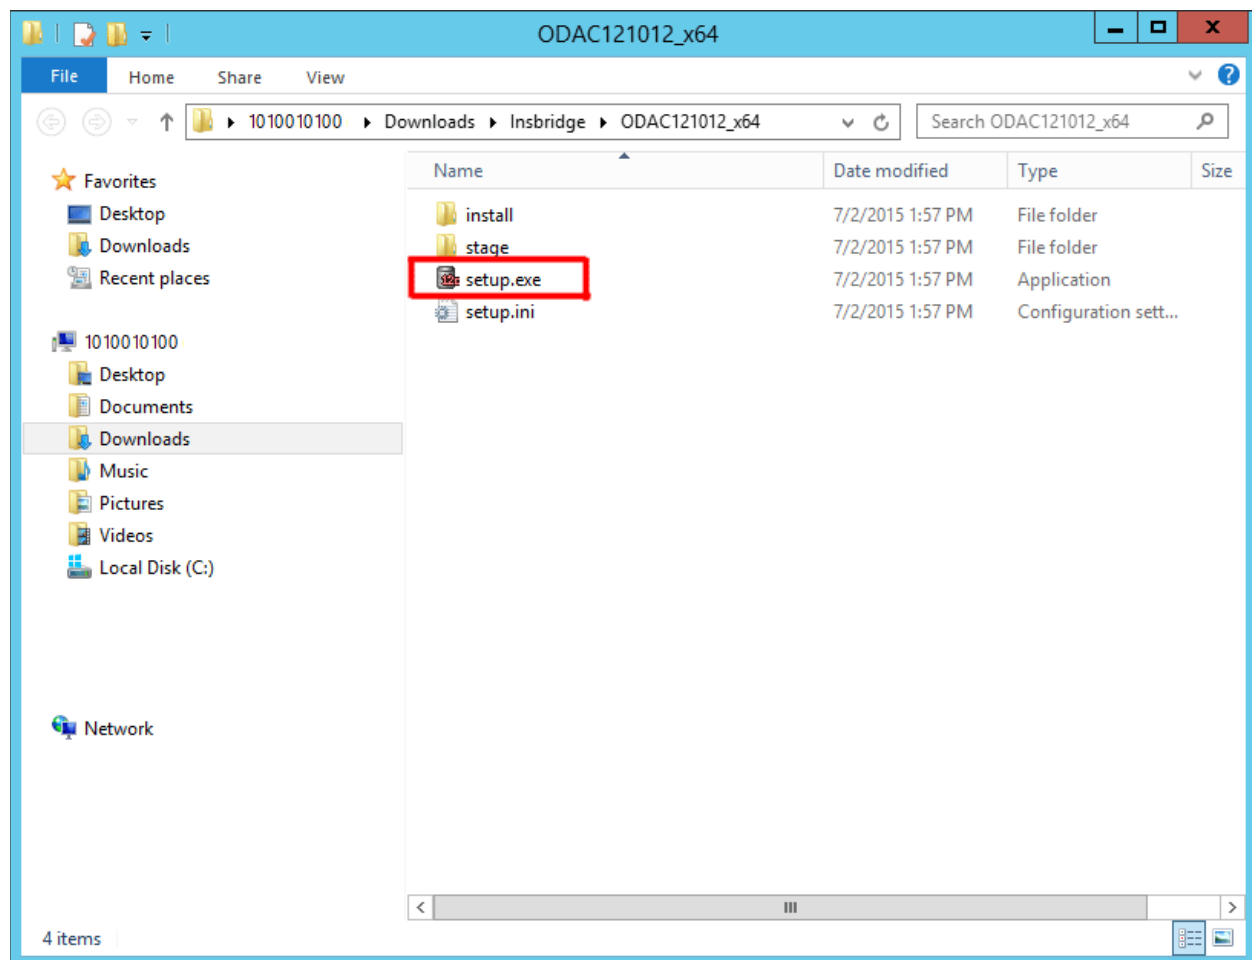 ODAC121012_x64
File Home Share View
1010010100 Downloads Insbridge ODAC121012_x64 Search ODAC121012_x64
Name Date modified Type Size
Favorites
Desktop
Downloads
Recent places
1010010100
Desktop
Documents
Downloads
Music
Pictures
Videos
Local Disk (C:)
Network
install 7/2/2015 1:57 PM File folder
stage 7/2/2015 1:57 PM File folder
setup.exe 7/2/2015 1:57 PM Application
setup.ini 7/2/2015 1:57 PM Configuration sett...
4 items